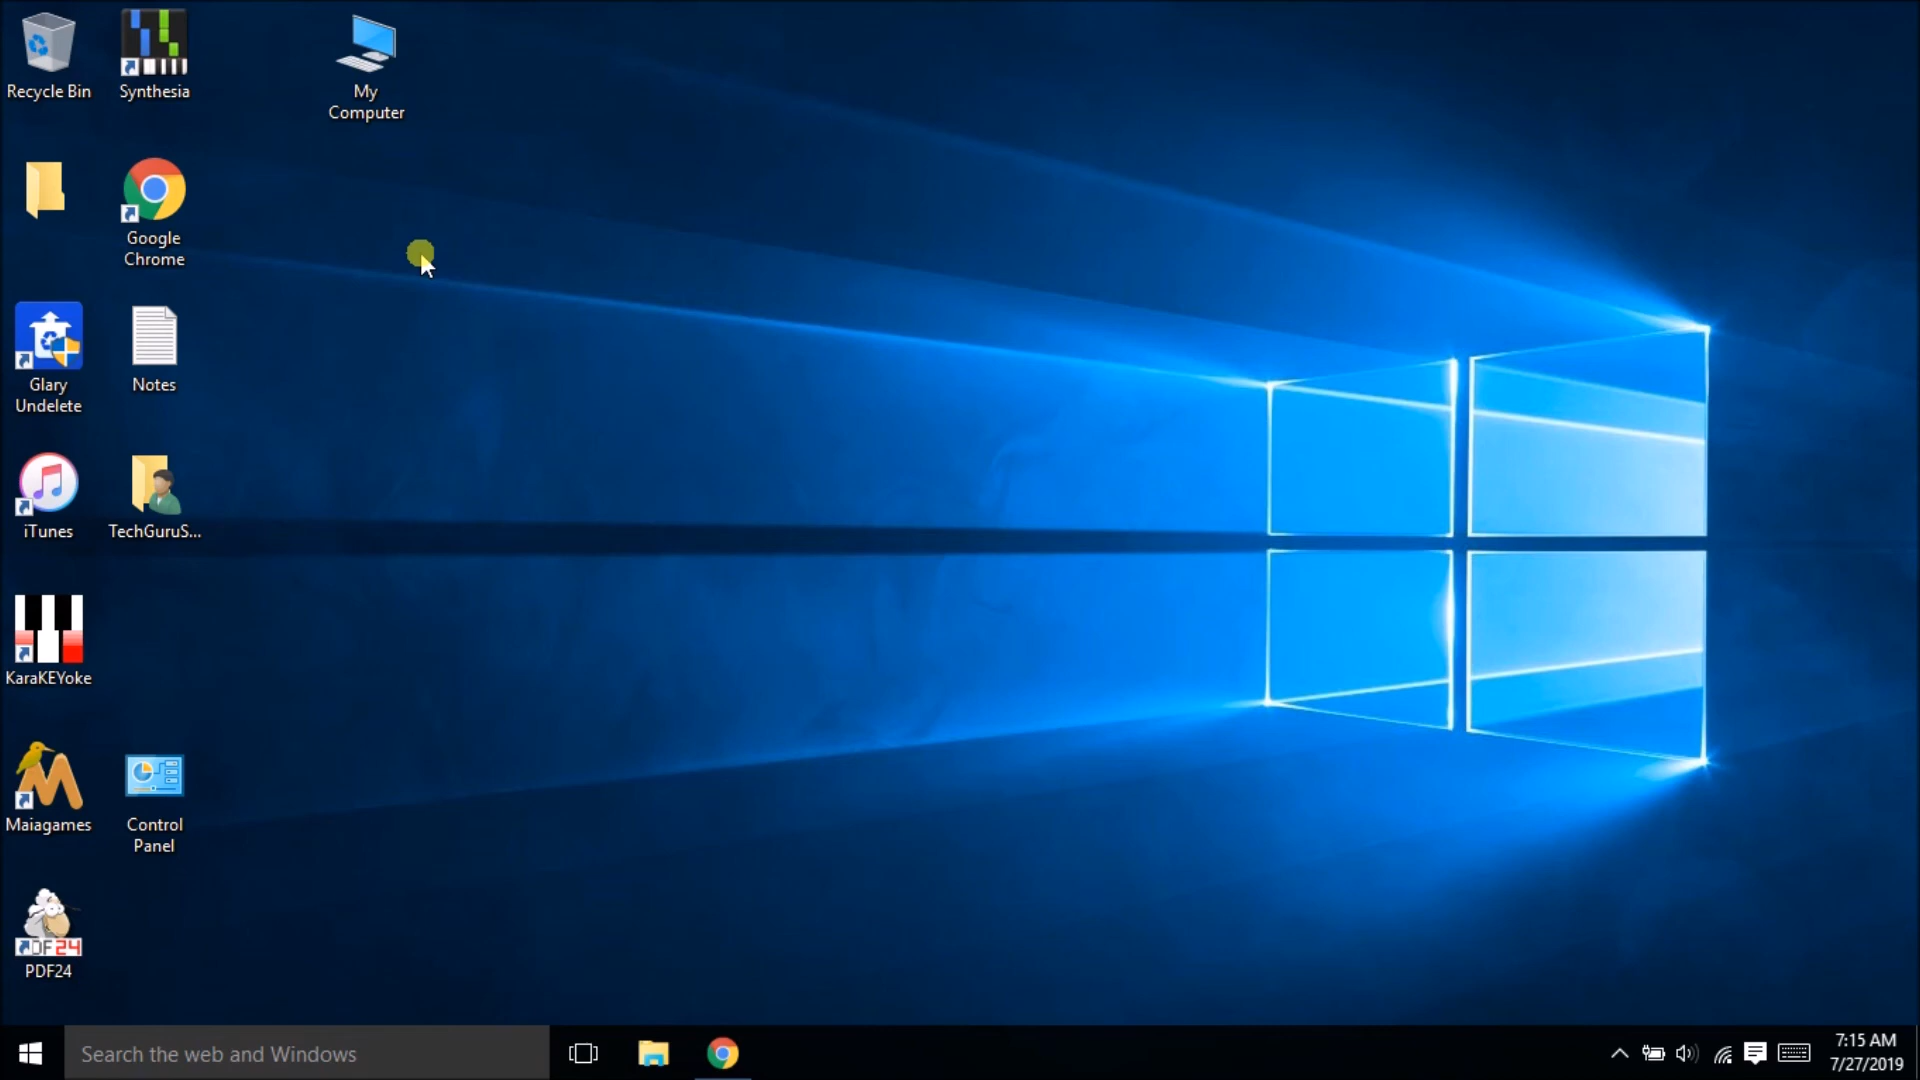 Recycle Bin
Synthesia
My
Computer
Google
Chrome
Glary
Undelete
Notes
iTunes
TechGuruS...
KaraKEYoke
Maiagames
Control
Panel
DF24
PDF24
Search the web and Windows
7:15 AM
7/27/2019